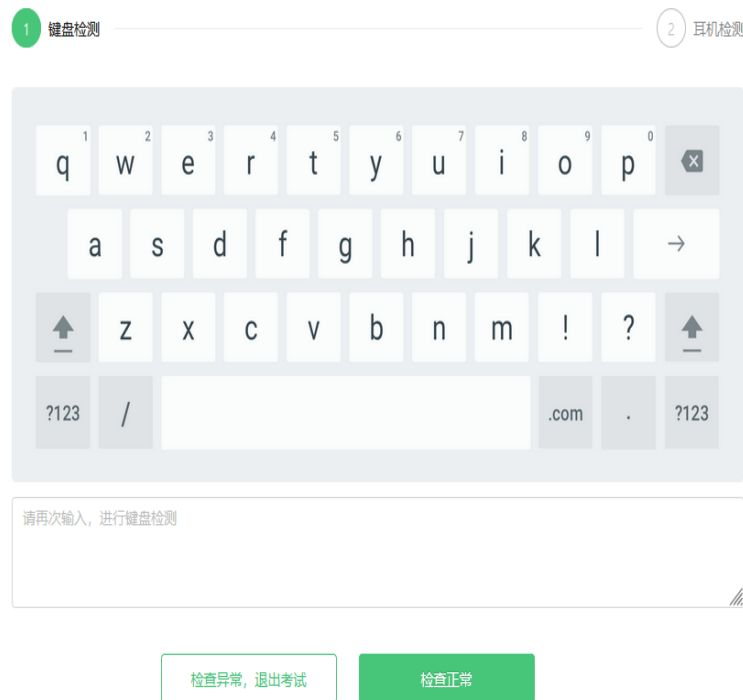 1 键盘检测 2 耳机检测
1 2 3 4 5 6 7 8 9 0
q w e r t y u i o p
a s d f g h j k l
z x c v b n m ! ?
?123 / .com . ?123
请再次输入，进行键盘检测
检查异常，退出考试 检查正常